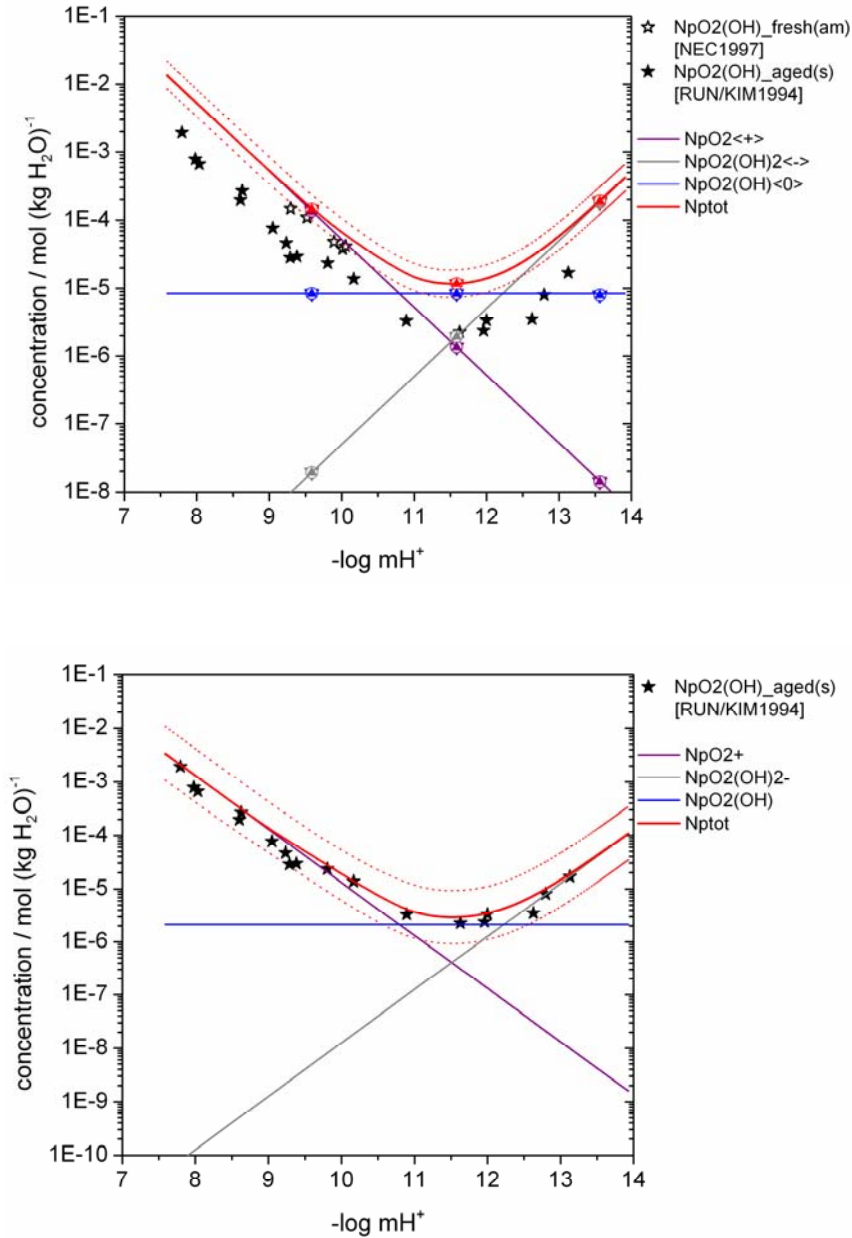 1E-1
1E-2
1E-3
1E-4
1E-5
1E-6
1E-7
1E-8
concentration / mol (kg H₂O)⁻¹
7 8 9 10 11 12 13 14
-log mH⁺
NpO2(OH)_fresh(am)
[NEC1997]
NpO2(OH)_aged(s)
[RUN/KIM1994]
NpO2<+>
NpO2(OH)2<->
NpO2(OH)<0>
Nptot
1E-1
1E-2
1E-3
1E-4
1E-5
1E-6
1E-7
1E-8
1E-9
1E-10
concentration / mol (kg H₂O)⁻¹
7 8 9 10 11 12 13 14
-log mH⁺
NpO2(OH)_aged(s)
[RUN/KIM1994]
NpO2+
NpO2(OH)2-
NpO2(OH)
Nptot